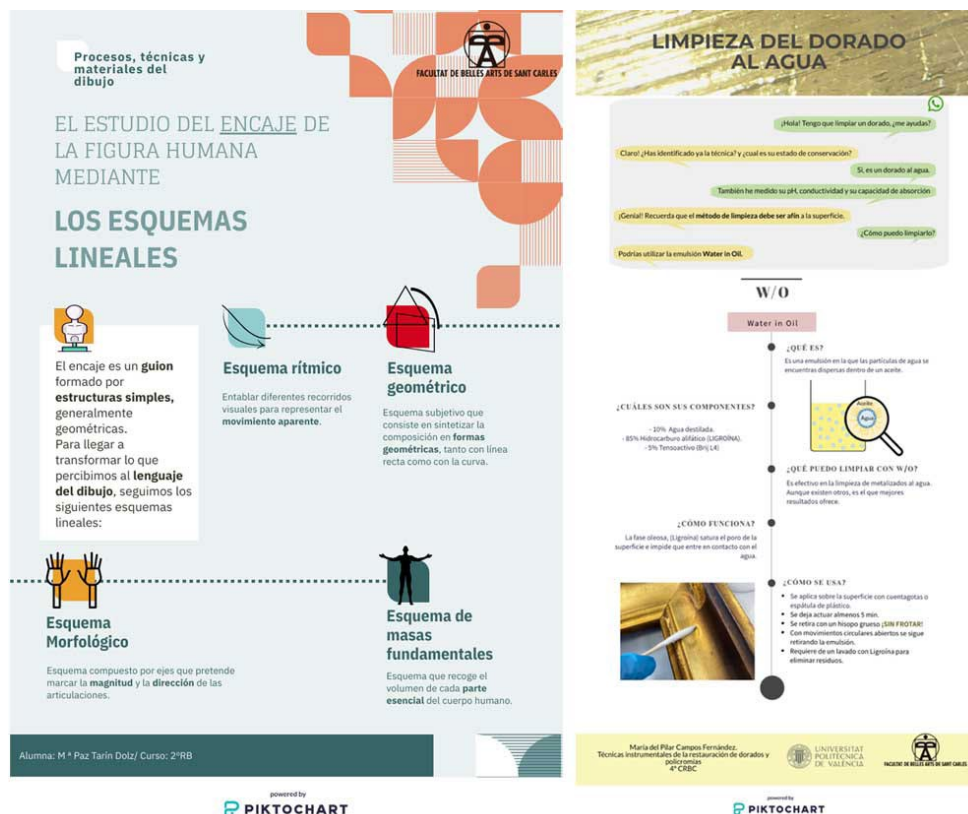 Procesos, técnicas y
materiales del
dibujo
FACULTAT DE BELLES ARTS DE SANT CARLES
EL ESTUDIO DEL ENCAJE DE
LA FIGURA HUMANA
MEDIANTE
LOS ESQUEMAS
LINEALES
El encaje es un guion
formado por
estructuras simples,
generalmente
geométricas.
Para llegar a
transformar lo que
percibimos al lenguaje
del dibujo, seguimos los
siguientes esquemas
lineales:
Esquema rítmico
Entablar diferentes recorridos
visuales para representar el
movimiento aparente.
Esquema
geométrico
Esquema subjetivo que
consiste en sintetizar la
composición en formas
geométricas, tanto con línea
recta como con la curva.
Esquema
Morfológico
Esquema compuesto por ejes que pretende
marcar la magnitud y la dirección de las
articulaciones.
Esquema de
masas
fundamentales
Esquema que recoge el
volumen de cada parte
esencial del cuerpo humano.
Alumna: M ª Paz Tarín Dolz/ Curso: 2ºRB
powered by
PIKTOCHART
LIMPIEZA DEL DORADO
AL AGUA
¡Hola! Tengo que limpiar un dorado, ¿me ayudas?
Claro! ¿Has identificado ya la técnica? y ¿cual es su estado de conservación?
Si, es un dorado al agua.
También he medido su pH, conductividad y su capacidad de absorción
¡Genial! Recuerda que el método de limpieza debe ser afín a la superficie.
¿Cómo puedo limpiarlo?
Podrías utilizar la emulsión Water in Oil.
W/O
Water in Oil
¿QUÉ ES?
Es una emulsión en la que las partículas de agua se
encuentras dispersas dentro de un aceite.
Aceite
Agua
¿CUÁLES SON SUS COMPONENTES?
- 10% Agua destilada.
- 85% Hidrocarburo alifático (LIGROÍNA).
- 5% Tensoactivo (Brij L4)
¿QUÉ PUEDO LIMPIAR CON W/O?
Es efectivo en la limpieza de metalizados al agua.
Aunque existen otros, es el que mejores
resultados ofrece.
¿CÓMO FUNCIONA?
La fase oleosa, (Ligroína) satura el poro de la
superficie e impide que entre en contacto con el
agua.
¿CÓMO SE USA?
• Se aplica sobre la superficie con cuentagotas o
espátula de plástico.
• Se deja actuar almenos 5 min.
• Se retira con un hisopo grueso ¡SIN FROTAR!
• Con movimientos circulares abiertos se sigue
retirando la emulsión.
• Requiere de un lavado con Ligroína para
eliminar residuos.
María del Pilar Campos Fernández.
Técnicas instrumentales de la restauración de dorados y
policromías
4º CRBC
UNIVERSITAT
POLITÈCNICA
DE VALÈNCIA
FACULTAT DE BELLES ARTS DE SANT CARLES
powered by
PIKTOCHART